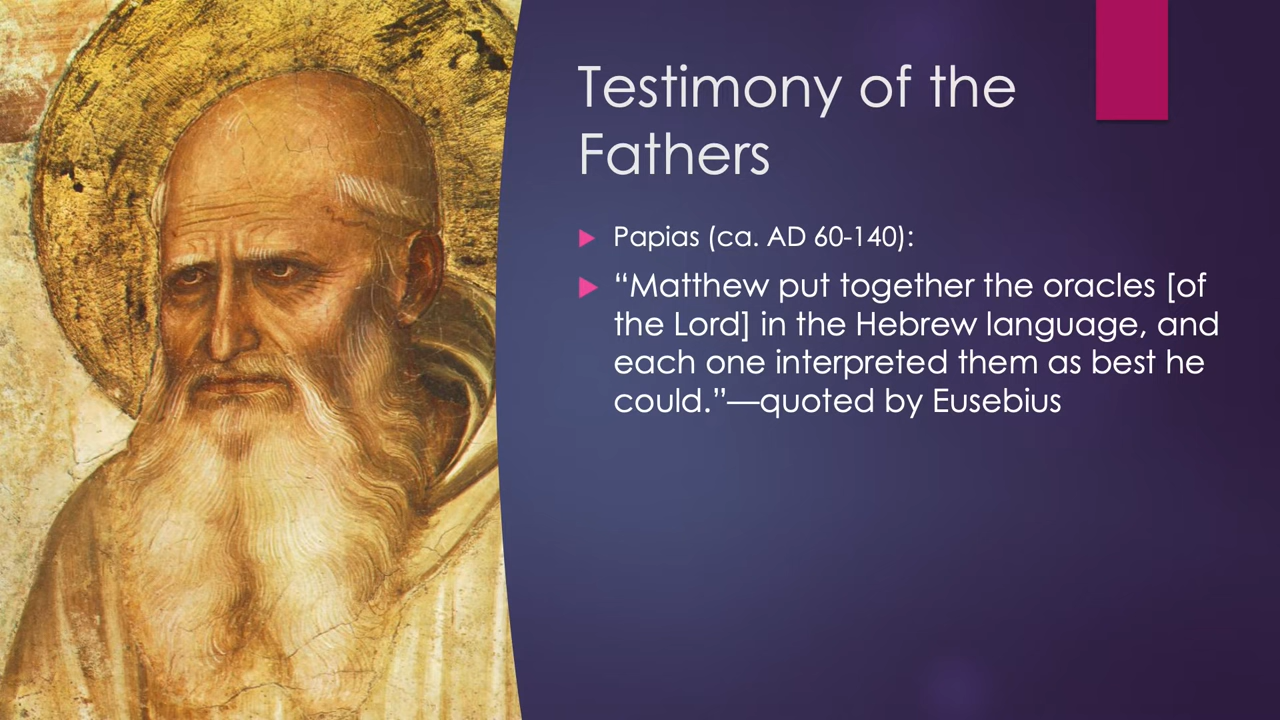 Testimony of the
Fathers
Papias (ca. AD 60-140):
“Matthew put together the oracles [of
the Lord] in the Hebrew language, and
each one interpreted them as best he
could.”—quoted by Eusebius